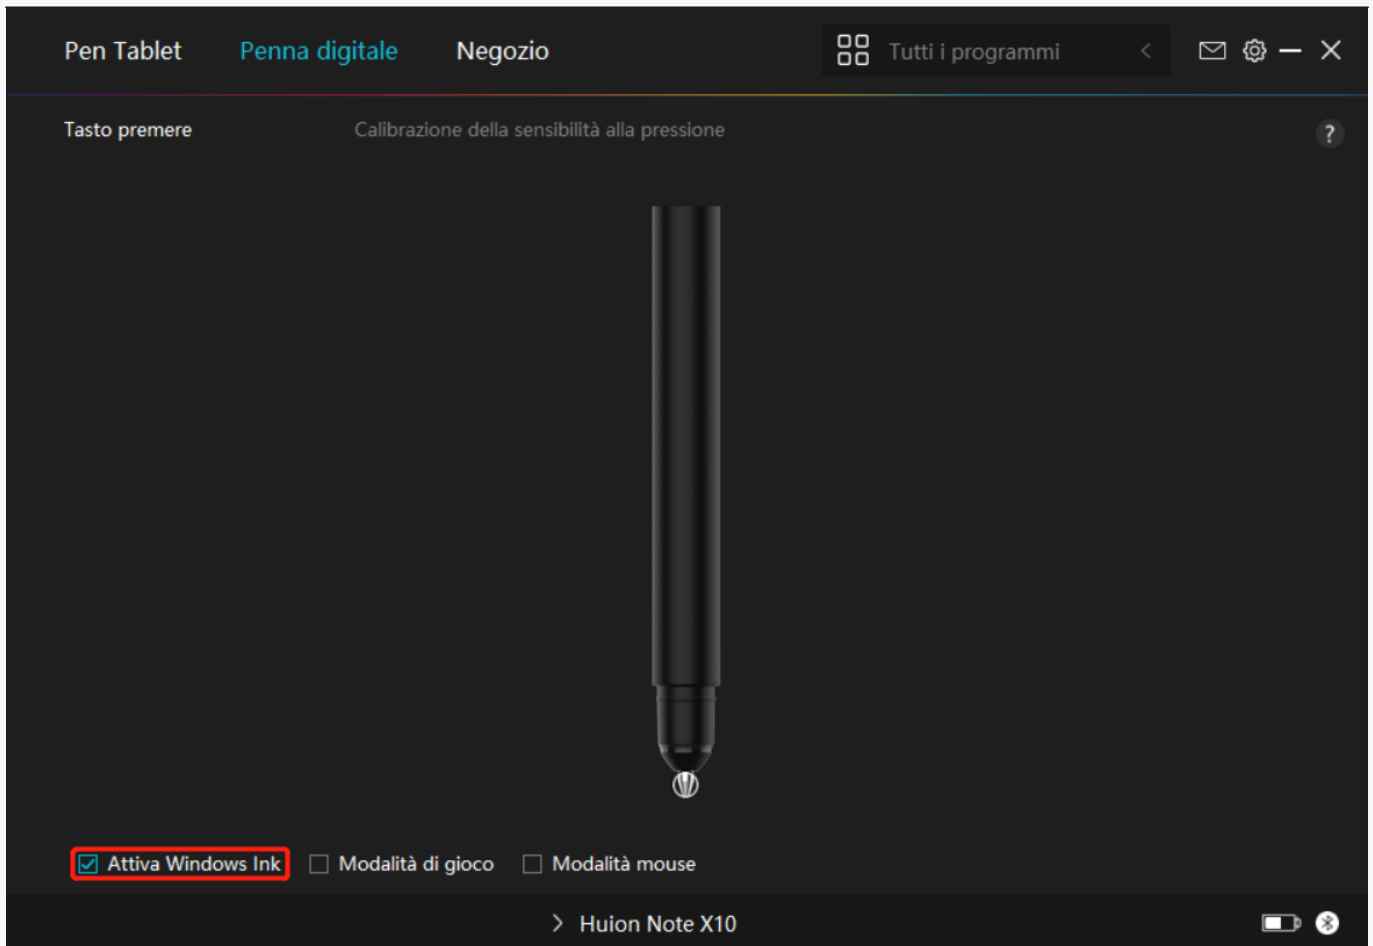 Pen Tablet Penna digitale Negozio Tutti i programmi
Tasto premere Calibrazione della sensibilità alla pressione ?
Attiva Windows Ink Modalità di gioco Modalità mouse
Huion Note X10